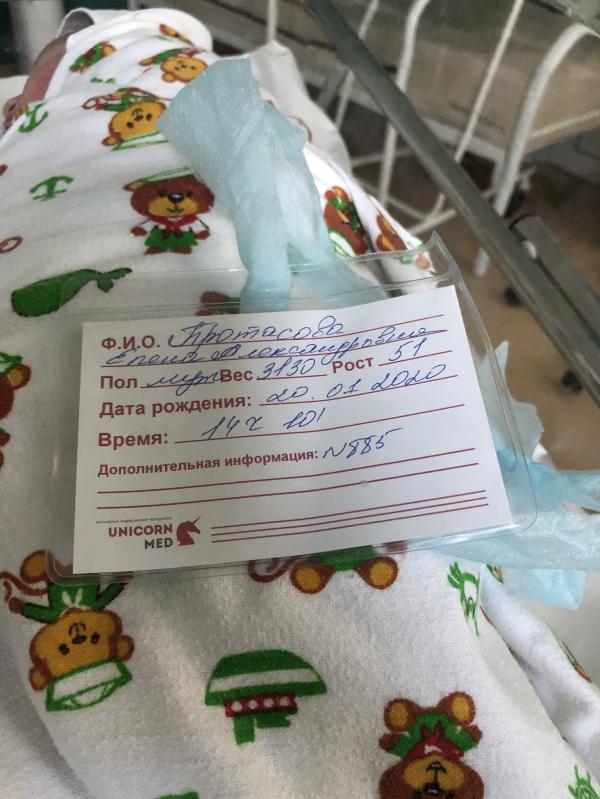 Ф.И.О. Протасова
Елена Александровна
Пол муж Вес 3130 Рост 51
Дата рождения: 20.01 2020
Время: 14ч 10'
Дополнительная информация: N885
UNICORN
MED